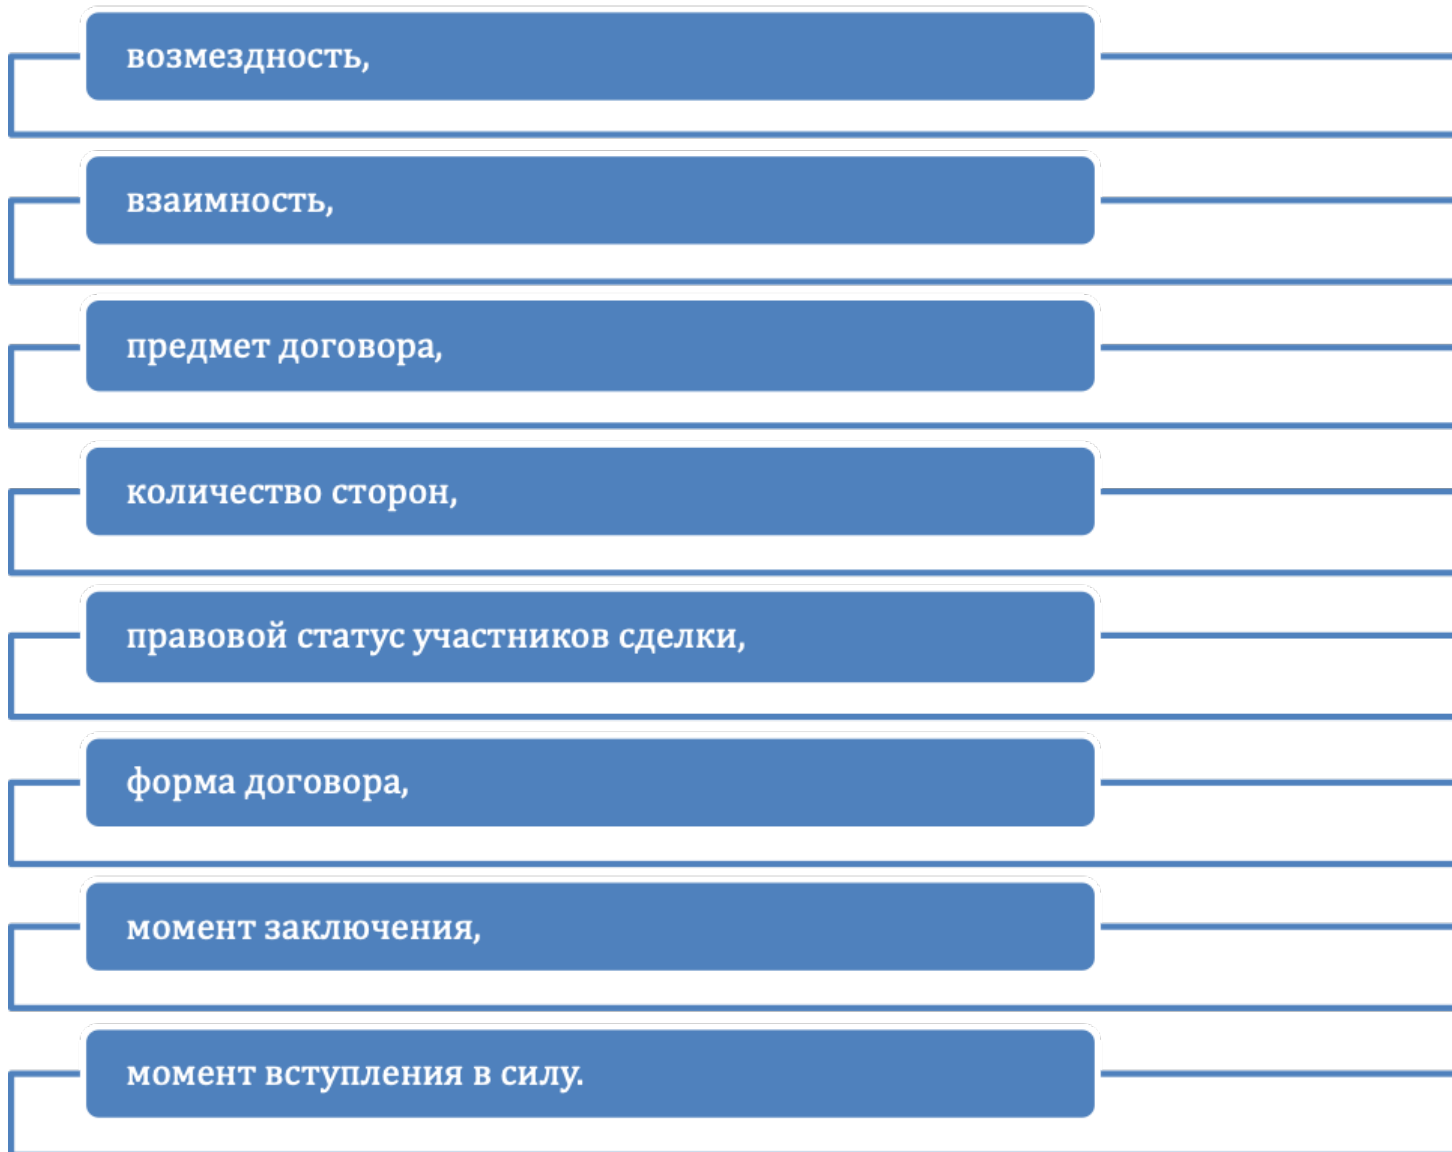 возмездность,
взаимность,
предмет договора,
количество сторон,
правовой статус участников сделки,
форма договора,
момент заключения,
момент вступления в силу.